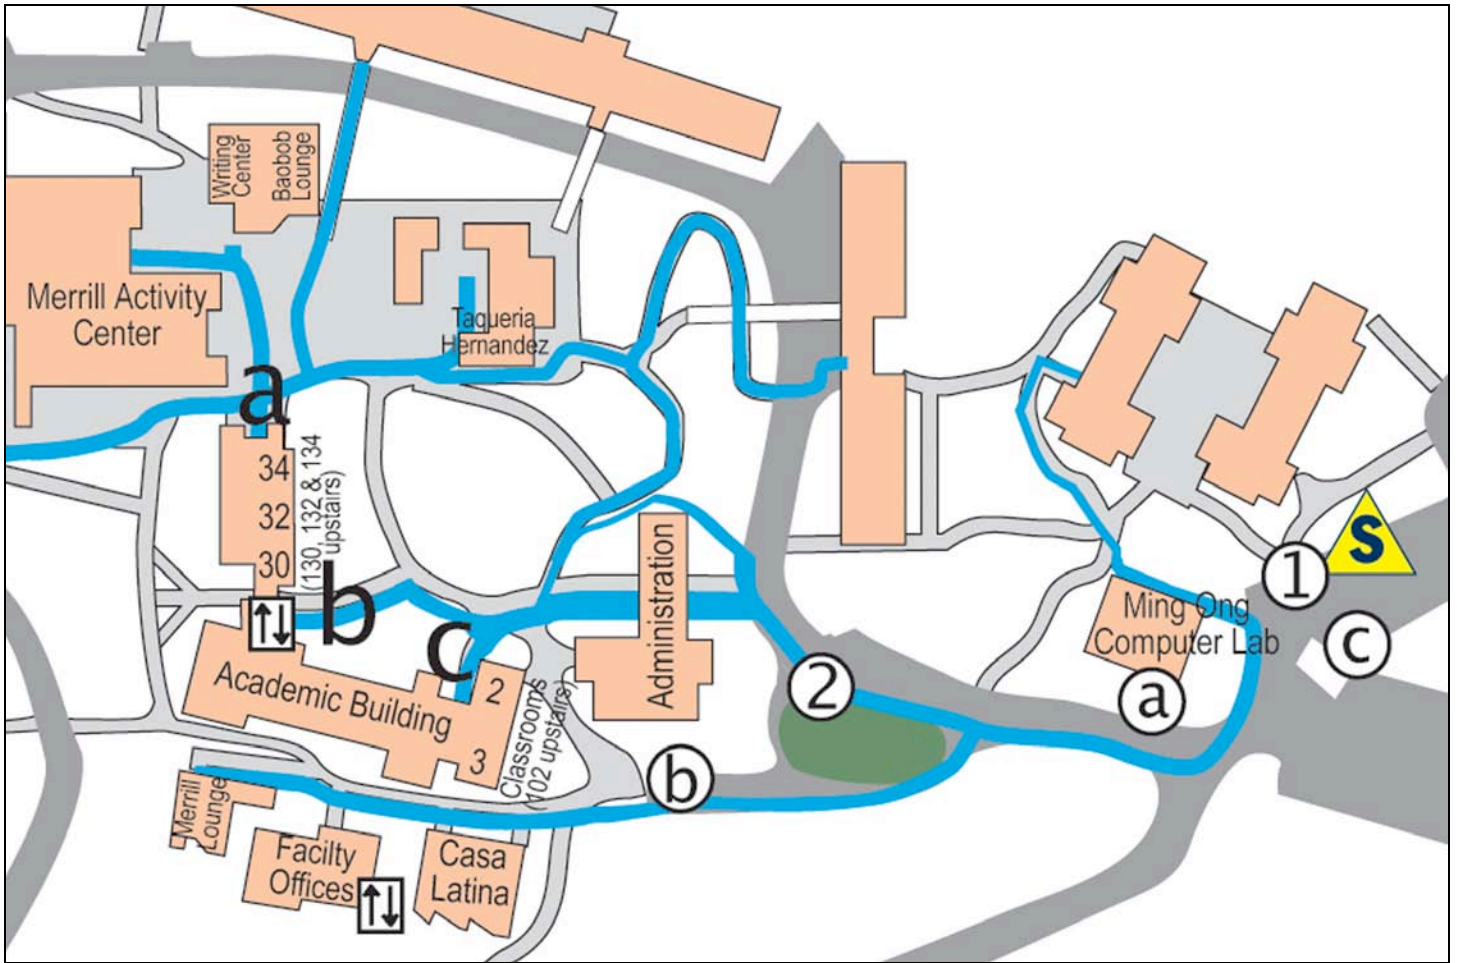 Writing
Center
Baobob
Lounge
Merrill Activity
Center
Taqueria
Hernandez
a
34
32
30
(130, 132 & 134
upstairs)
b
c
Administration
S
1
Ming Ong
Computer Lab
c
a
2
Academic Building
2
3
Classrooms
(102 upstairs)
b
Merrill
Lounge
Facilty
Offices
Casa
Latina